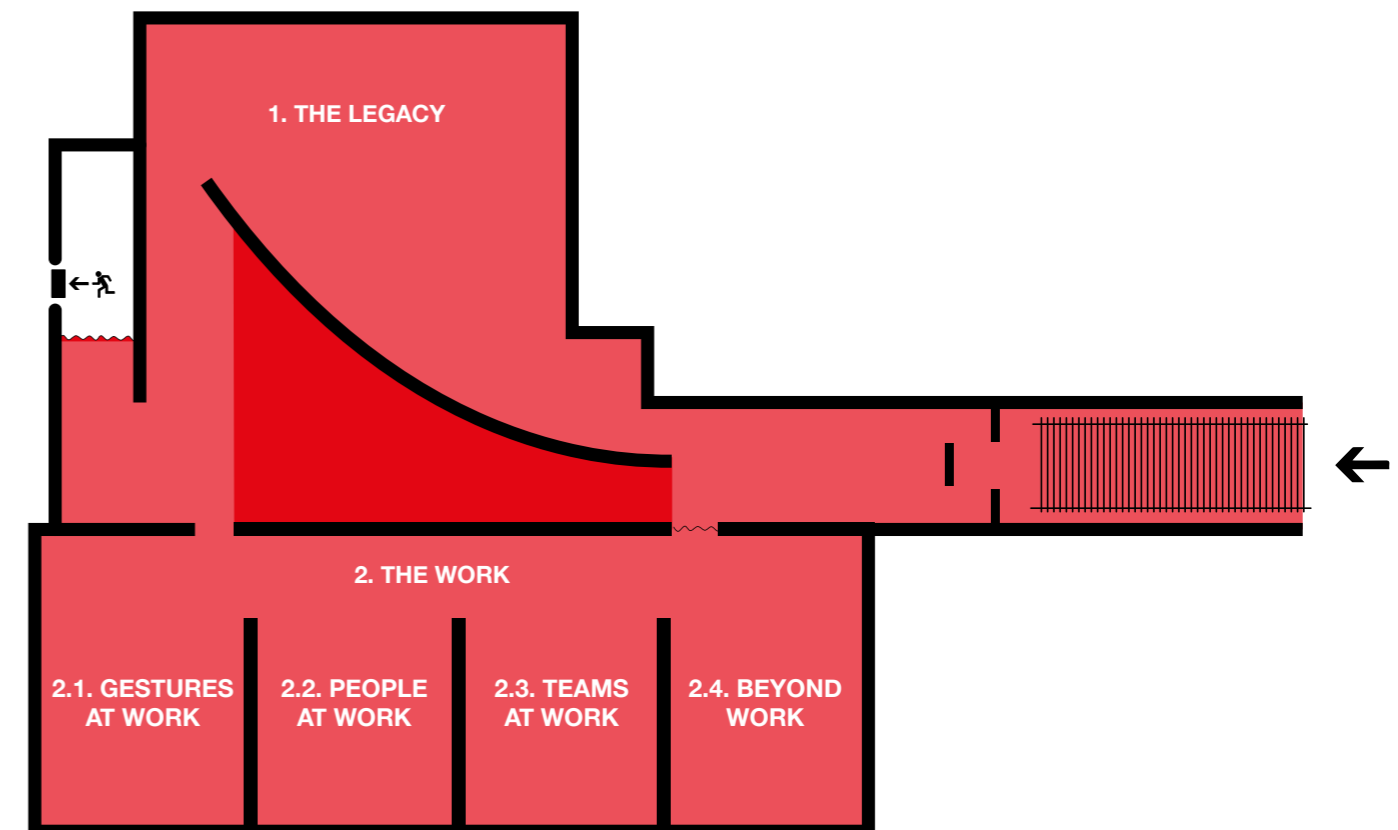 1. THE LEGACY
2. THE WORK
2.1. GESTURES
AT WORK
2.2. PEOPLE
AT WORK
2.3. TEAMS
AT WORK
2.4. BEYOND
WORK